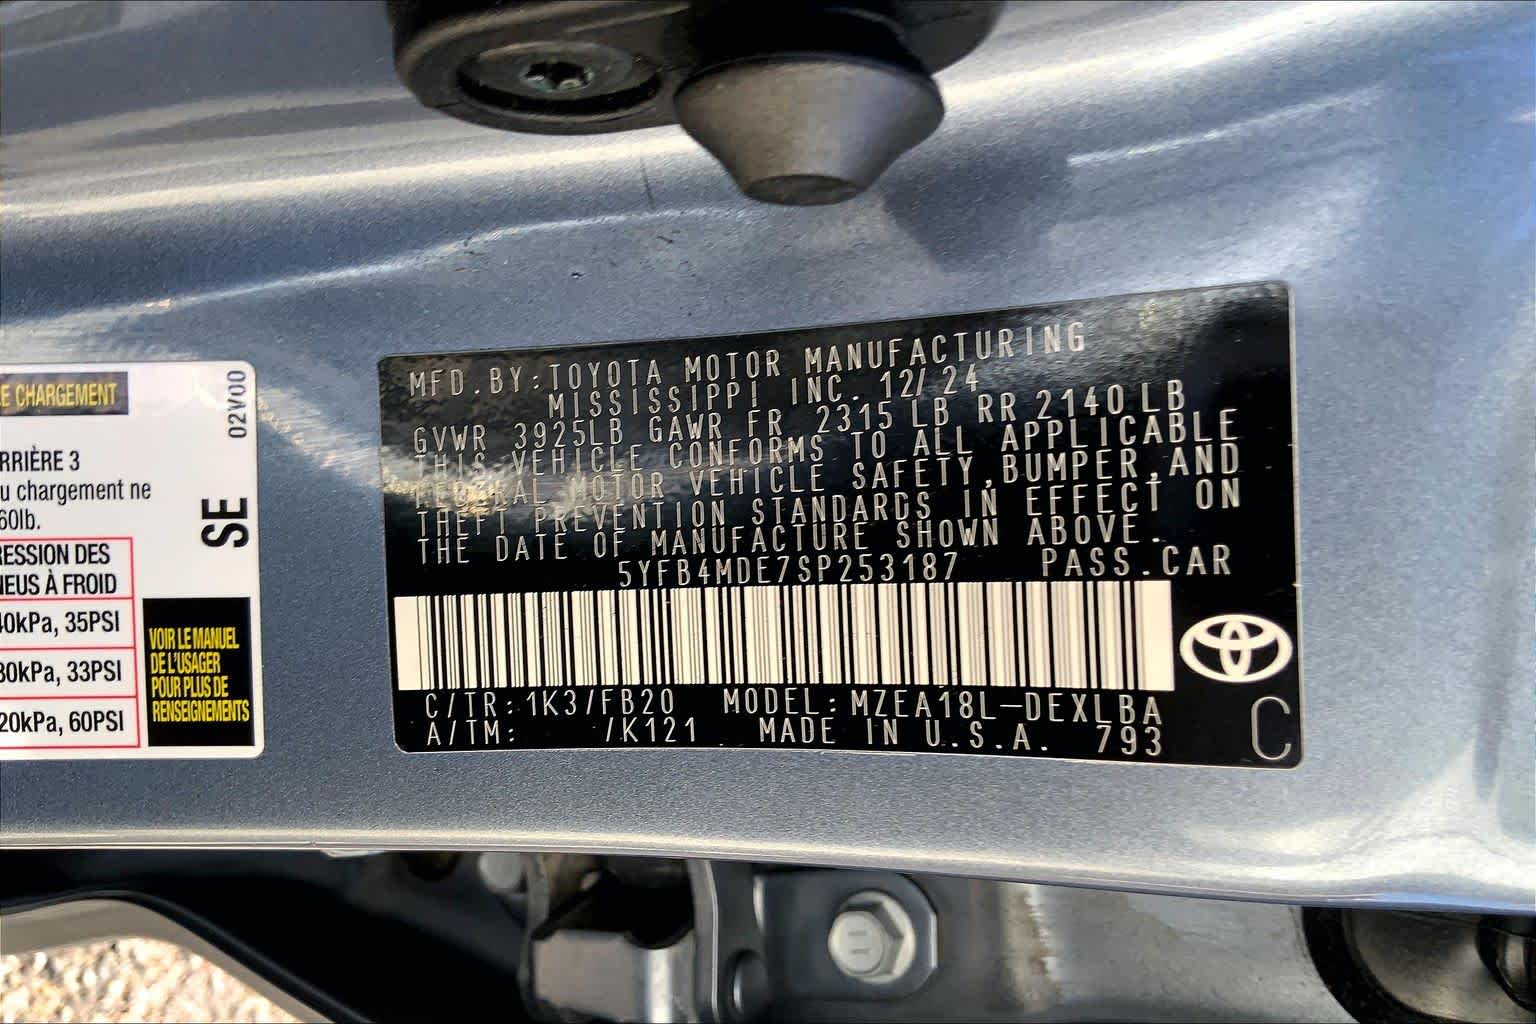 E CHARGEMENT
02V00
RRIÈRE 3
u chargement ne
60lb.
SE
RESSION DES
NEUS À FROID
40kPa, 35PSI
30kPa, 33PSI
20kPa, 60PSI
VOIR LE MANUEL
DE L'USAGER
POUR PLUS DE
RENSEIGNEMENTS
MFD.BY:TOYOTA MOTOR MANUFACTURING
MISSISSIPPI INC. 12/24
GVWR 3925LB GAWR FR 2315 LB RR 2140 LB
THIS VEHICLE CONFORMS TO ALL APPLICABLE
FEDERAL MOTOR VEHICLE SAFETY,BUMPER,AND
THEFT PREVENTION STANDARDS IN EFFECT ON
THE DATE OF MANUFACTURE SHOWN ABOVE.
5YFB4MDE7SP253187 PASS.CAR
C/TR:1K3/FB20 MODEL:MZEA18L-DEXLBA
A/TM: /K121 MADE IN U.S.A. 793
C